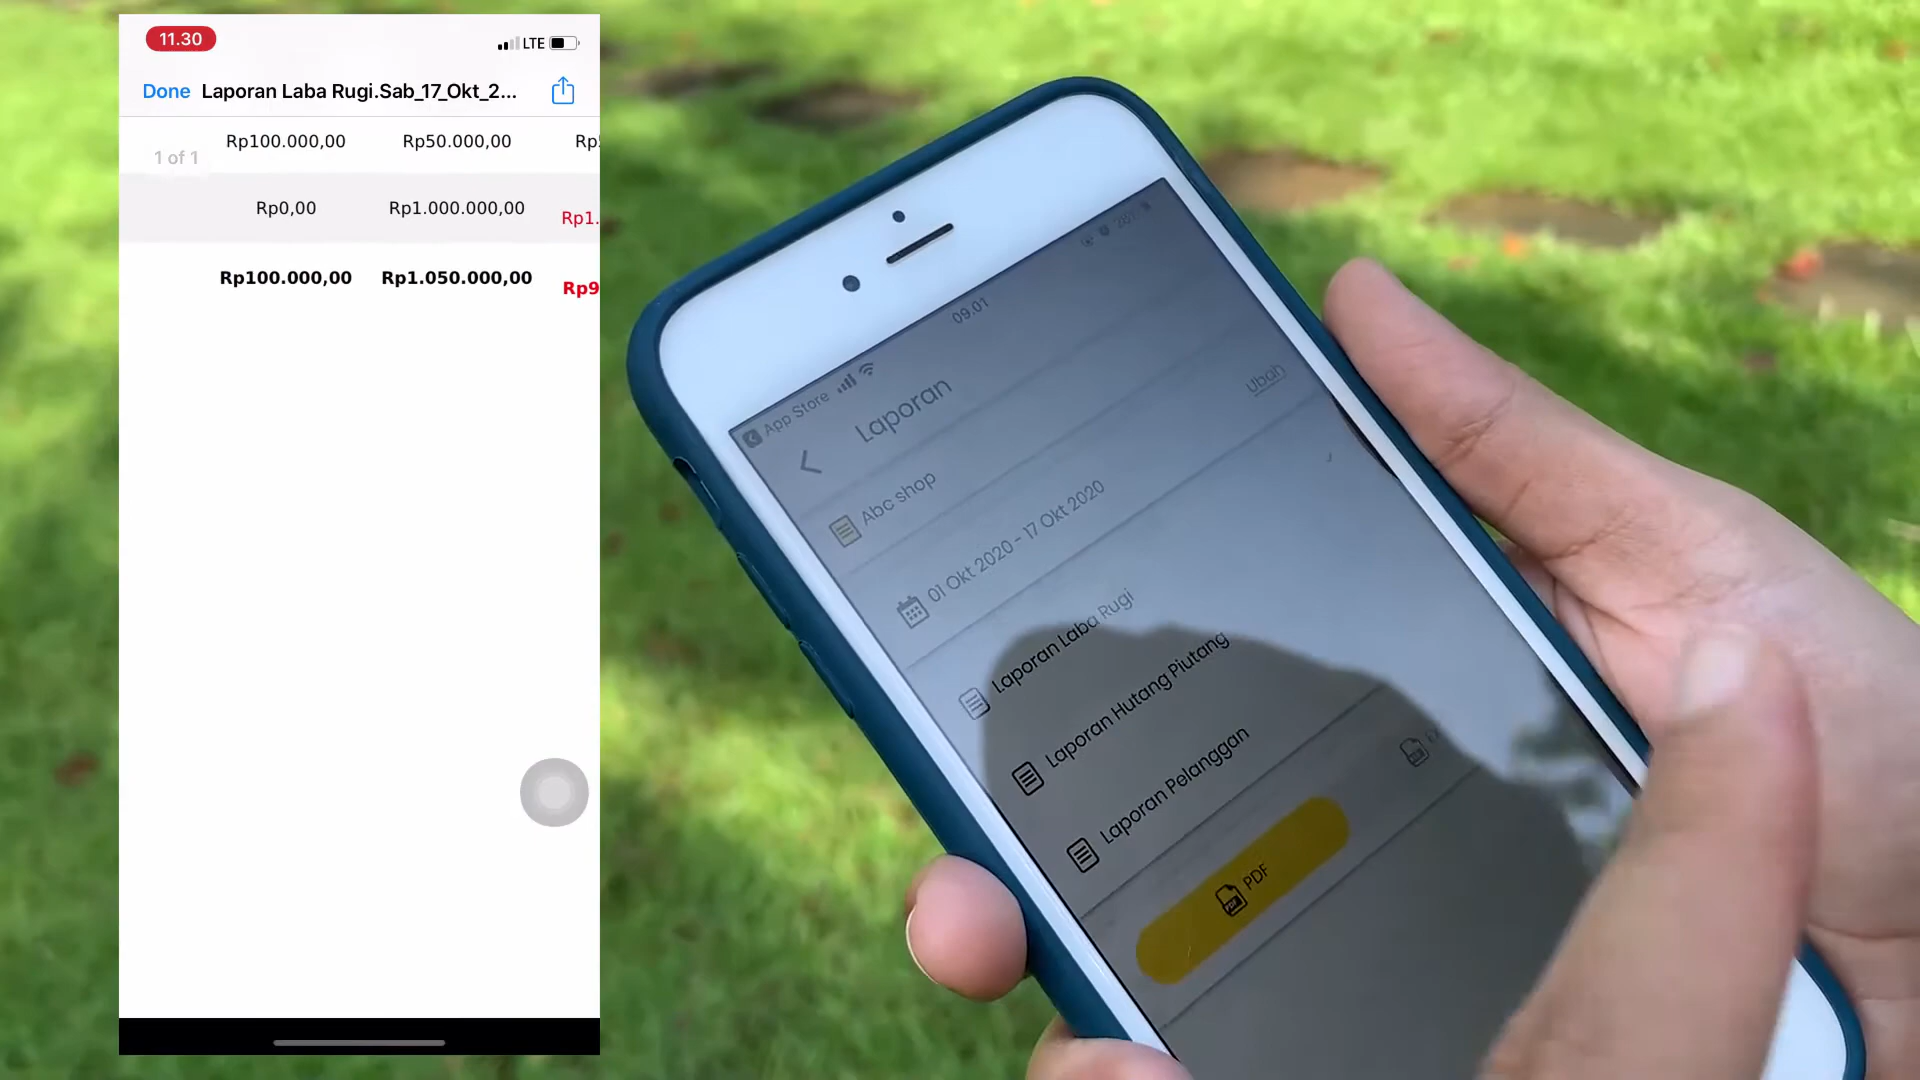 11.30
LTE
Done Laporan Laba Rugi.Sab_17_Okt_2...
1 of 1
Rp100.000,00 Rp50.000,00
Rp0,00 Rp1.000.000,00 Rp1.
Rp100.000,00 Rp1.050.000,00 Rp9
App Store
09.01
Laporan
Abc shop
Ubah
01 Okt 2020 - 17 Okt 2020
Laporan Laba Rugi
Laporan Hutang Piutang
Laporan Pelanggan
PDF